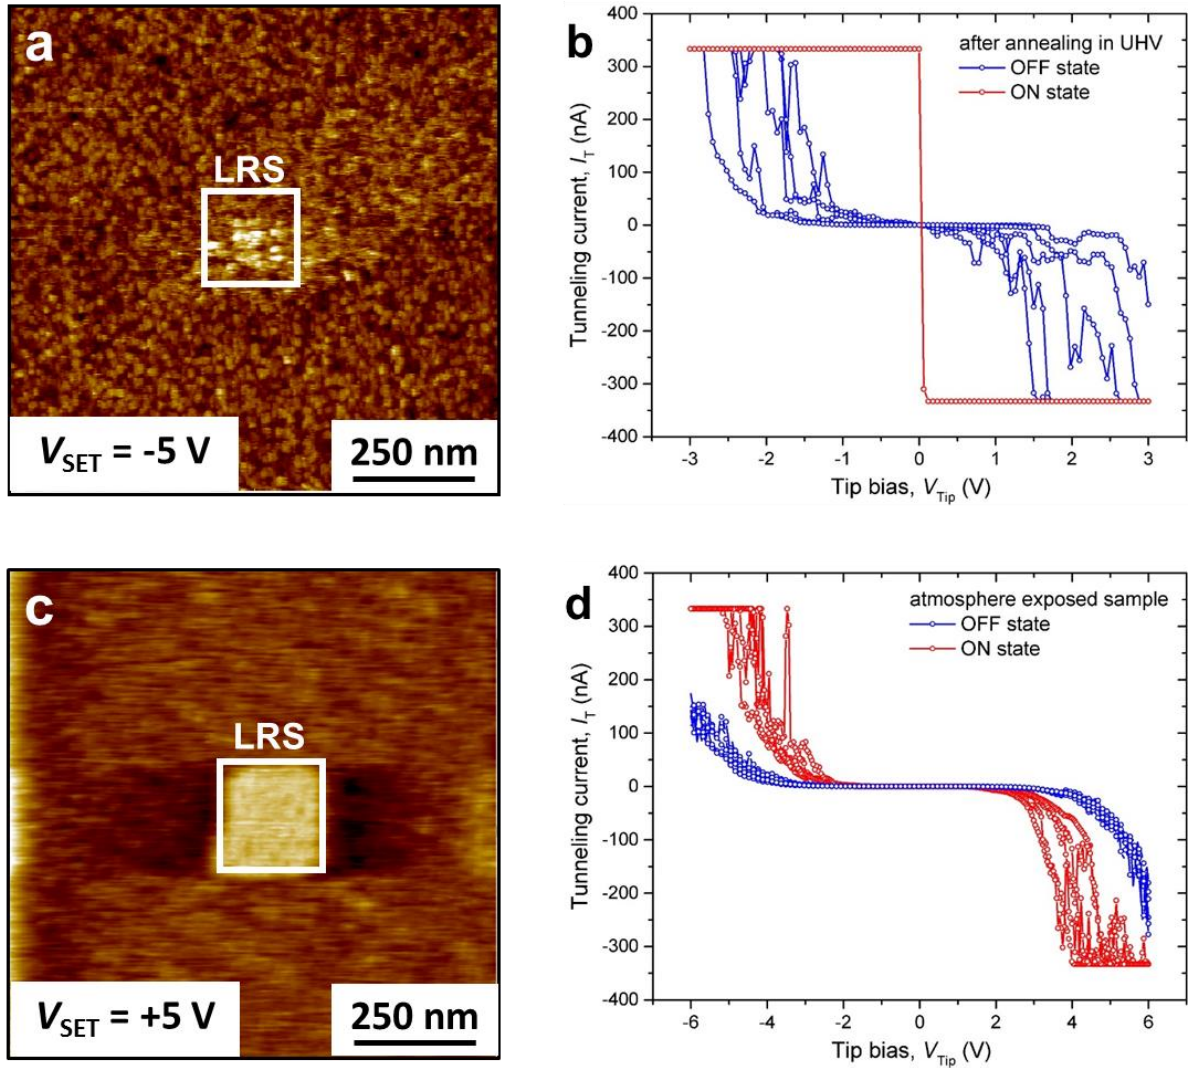 a
LRS
V_SET = -5 V
250 nm
b
400
300
200
100
0
-100
-200
-300
-400
Tunneling current, I_T (nA)
after annealing in UHV
OFF state
ON state
-3 -2 -1 0 1 2 3
Tip bias, V_Tip (V)
c
LRS
V_SET = +5 V
250 nm
d
400
300
200
100
0
-100
-200
-300
-400
Tunneling current, I_T (nA)
atmosphere exposed sample
OFF state
ON state
-6 -4 -2 0 2 4 6
Tip bias, V_Tip (V)